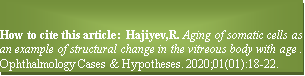 How to cite this article: Hajiyev,R. Aging of somatic cells as
an example of structural change in the vitreous body with age .
Ophthalmology Cases & Hypotheses. 2020;01(01):18-22.